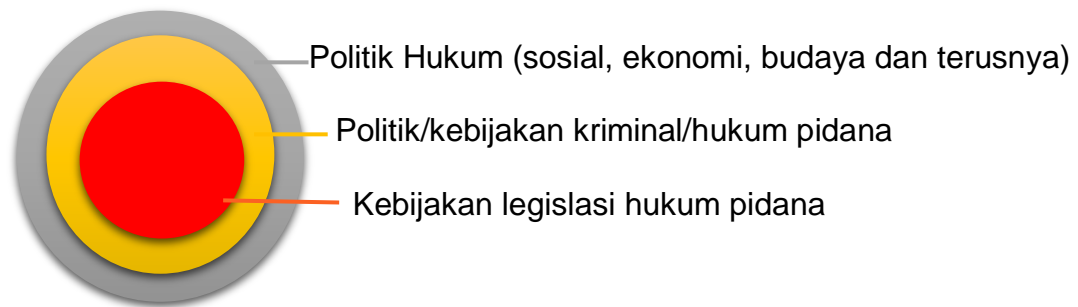 Politik Hukum (sosial, ekonomi, budaya dan terusnya)
Politik/kebijakan kriminal/hukum pidana
Kebijakan legislasi hukum pidana